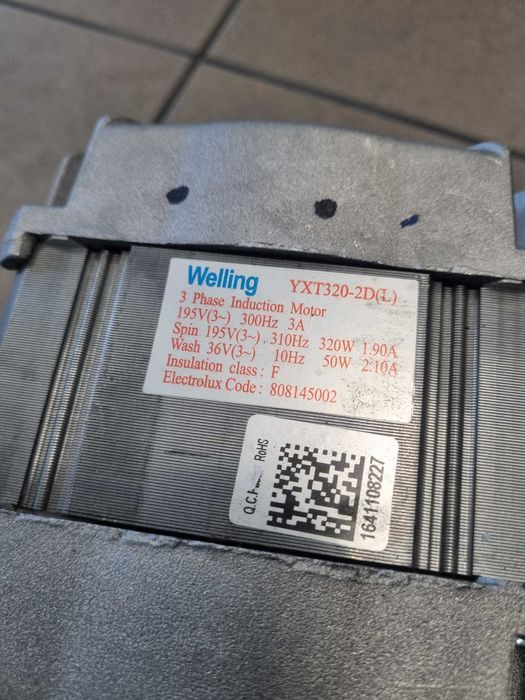 Welling YXT320-2D(L)
3 Phase Induction Motor
195V(3~) 300Hz 3A
Spin 195V(3~) 310Hz 320W 1.90A
Wash 36V(3~) 10Hz 50W 2.10A
Insulation class: F
Electrolux Code: 808145002
RoHS
1641108227